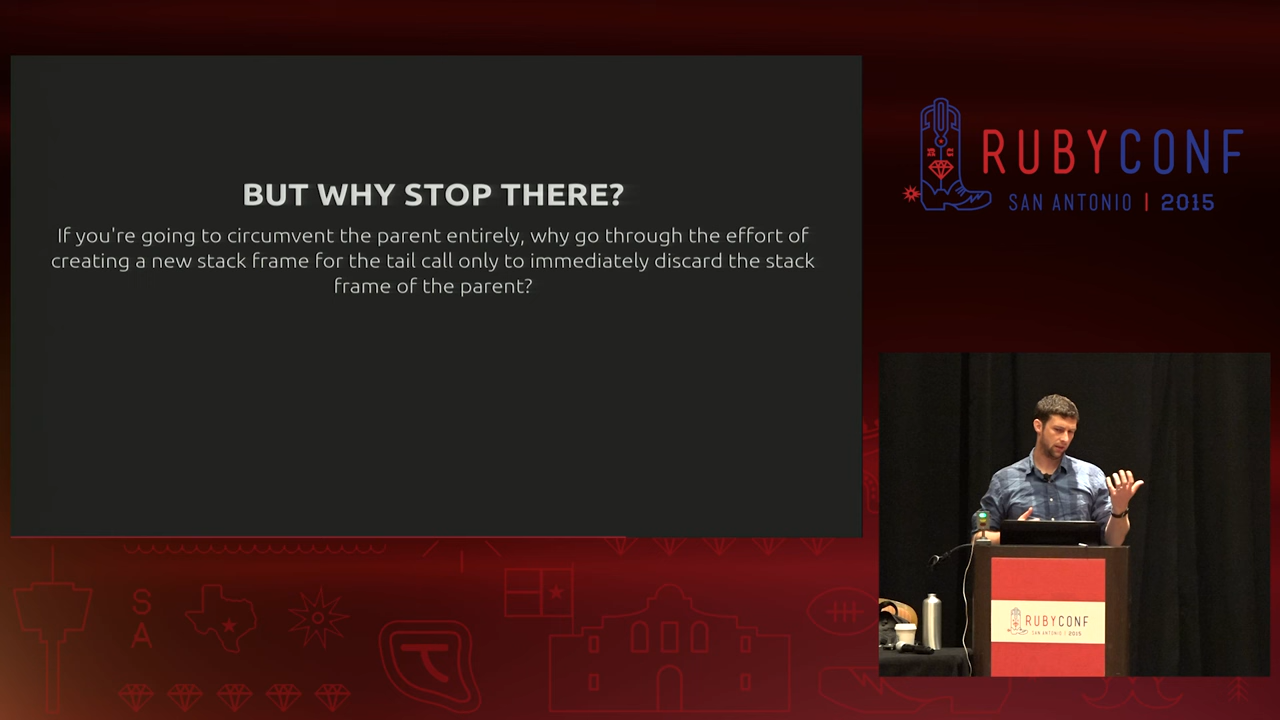 BUT WHY STOP THERE?
If you're going to circumvent the parent entirely, why go through the effort of
creating a new stack frame for the tail call only to immediately discard the stack
frame of the parent?
RUBYCONF
SAN ANTONIO | 2015
S
A
RUBYCONF
SAN ANTONIO | 2015